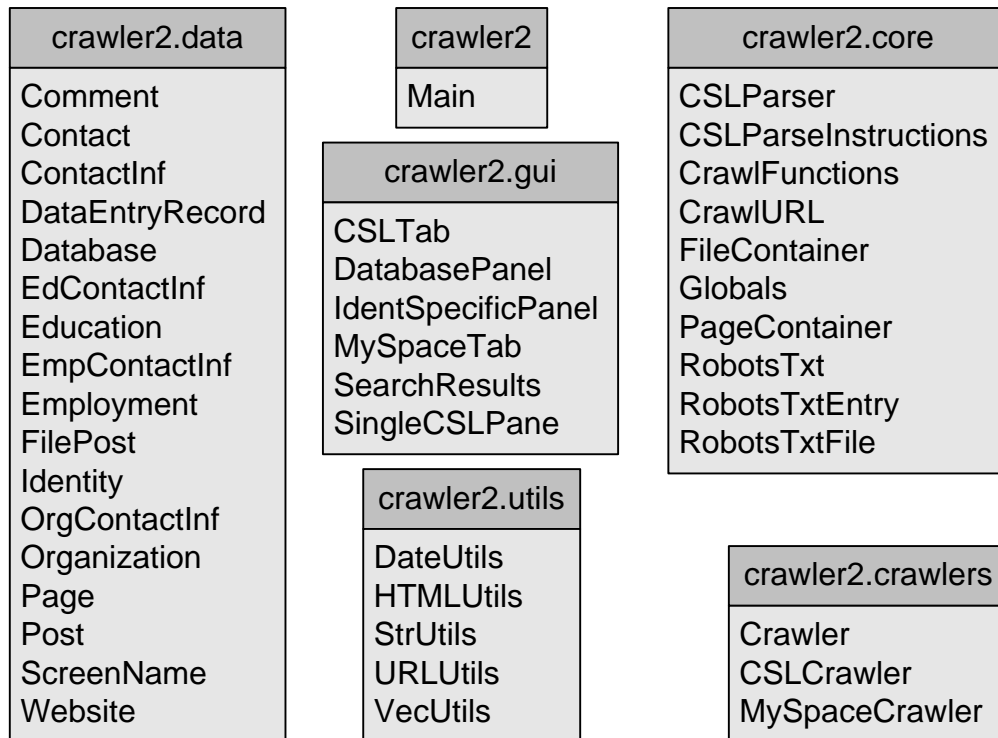 crawler2.data
Comment
Contact
ContactInf
DataEntryRecord
Database
EdContactInf
Education
EmpContactInf
Employment
FilePost
Identity
OrgContactInf
Organization
Page
Post
ScreenName
Website
crawler2
Main
crawler2.gui
CSLTab
DatabasePanel
IdentSpecificPanel
MySpaceTab
SearchResults
SingleCSLPane
crawler2.utils
DateUtils
HTMLUtils
StrUtils
URLUtils
VecUtils
crawler2.core
CSLParser
CSLParseInstructions
CrawlFunctions
CrawlURL
FileContainer
Globals
PageContainer
RobotsTxt
RobotsTxtEntry
RobotsTxtFile
crawler2.crawlers
Crawler
CSLCrawler
MySpaceCrawler